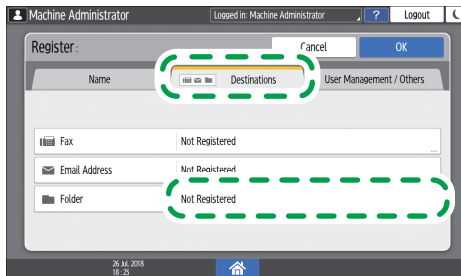 Machine Administrator
Logged in: Machine Administrator
?
Logout
Register :
Cancel
OK
Name
Destinations
User Management / Others
Fax
Not Registered
...
Email Address
Not Registered
Folder
Not Registered
26 Jul. 2018
18 : 25